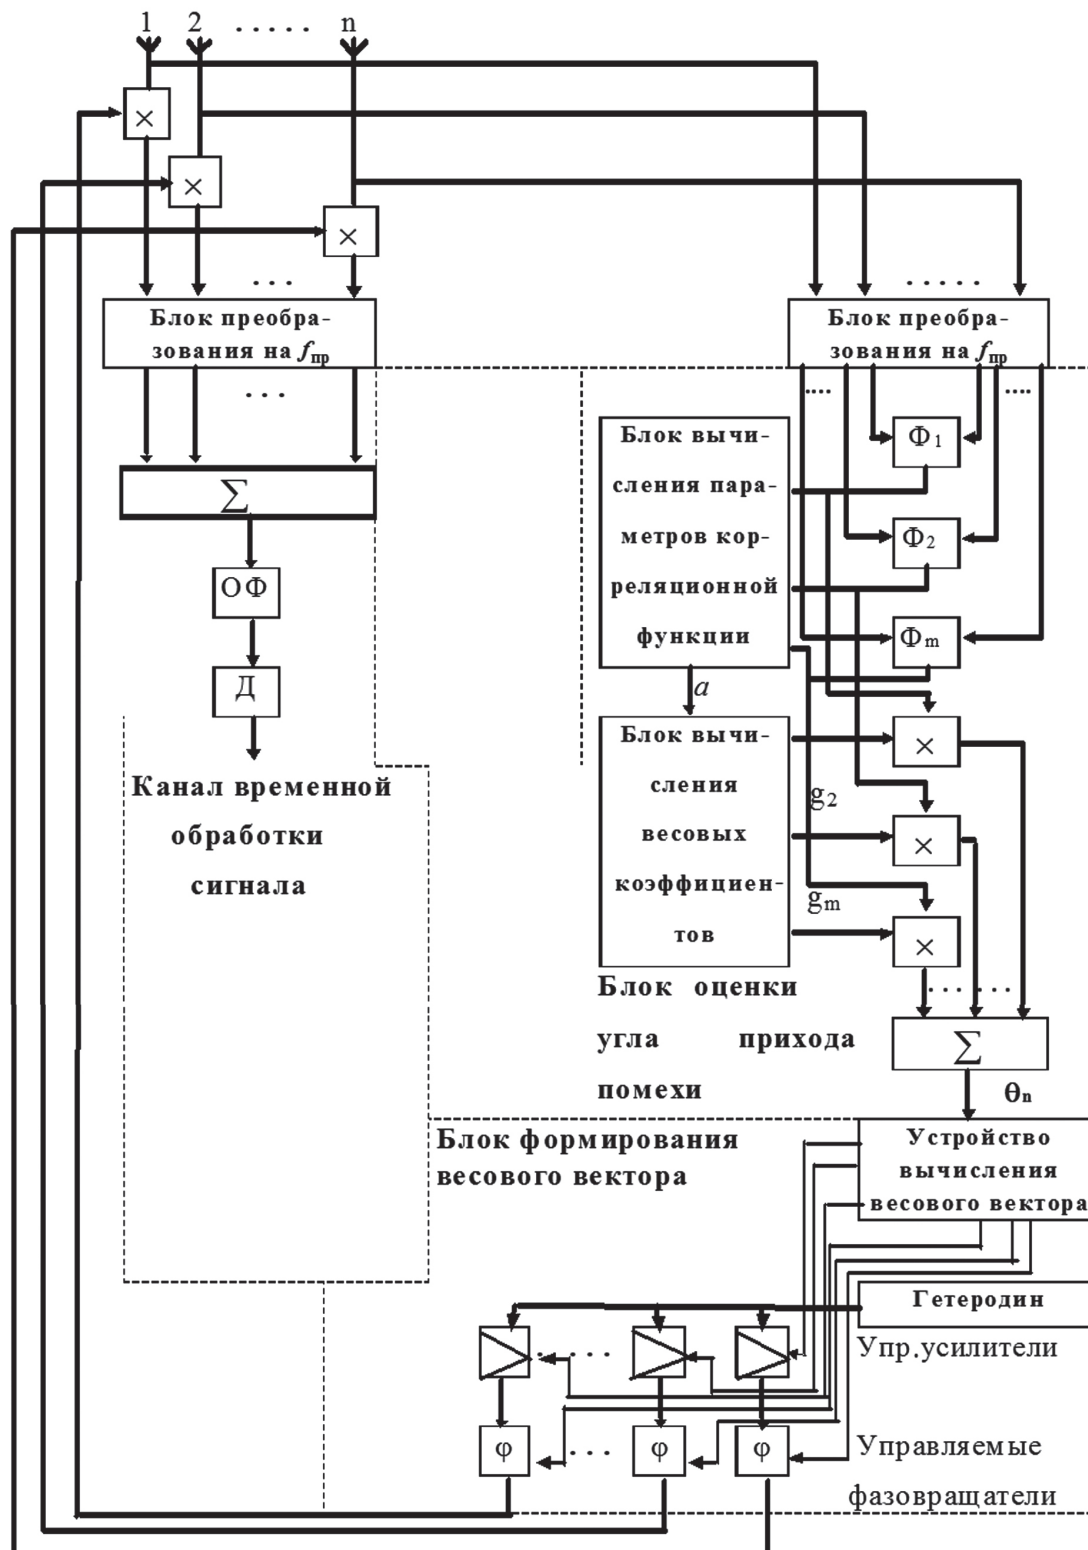 1 2 ..... n
×
×
×
...
.....
Блок преобра-
зования на fпр
Блок преобра-
зования на fпр
...
....
....
Блок вычи-
сления пара-
метров кор-
реляционной
функции
Ф1
Ф2
Фm
∑
ОФ
Д
a
Канал временной
обработки
сигнала
Блок вычи-
сления
весовых
коэффициен-
тов
×
g2
×
gm
×
.. ... ..
Блок оценки
угла прихода
помехи
∑
θn
Блок формирования
весового вектора
Устройство
вычисления
весового вектора
Гетеродин
Упр.усилители
. . . .
φ ... φ φ
Управляемые
фазовращатели